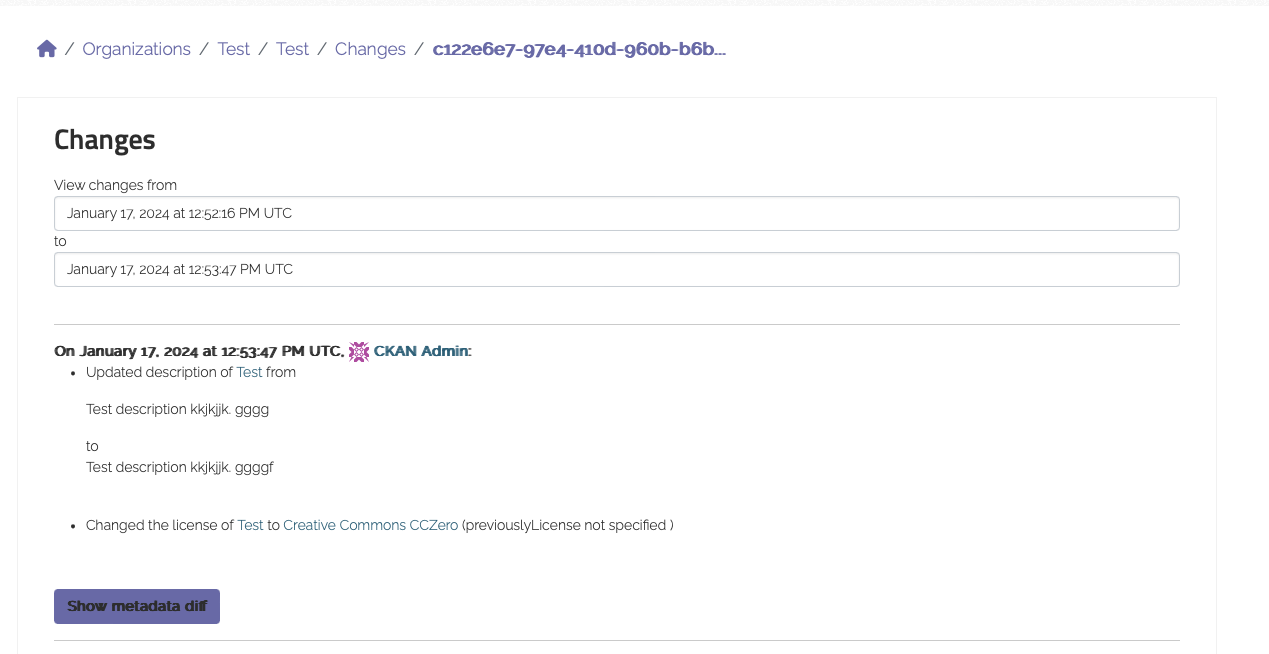 / Organizations / Test / Test / Changes / c122e6e7-97e4-410d-960b-b6b...
Changes
View changes from
January 17, 2024 at 12:52:16 PM UTC
to
January 17, 2024 at 12:53:47 PM UTC
On January 17, 2024 at 12:53:47 PM UTC, CKAN Admin:
• Updated description of Test from
Test description kkjkjjk. gggg
to
Test description kkjkjjk. ggggf
• Changed the license of Test to Creative Commons CCZero (previouslyLicense not specified )
Show metadata diff